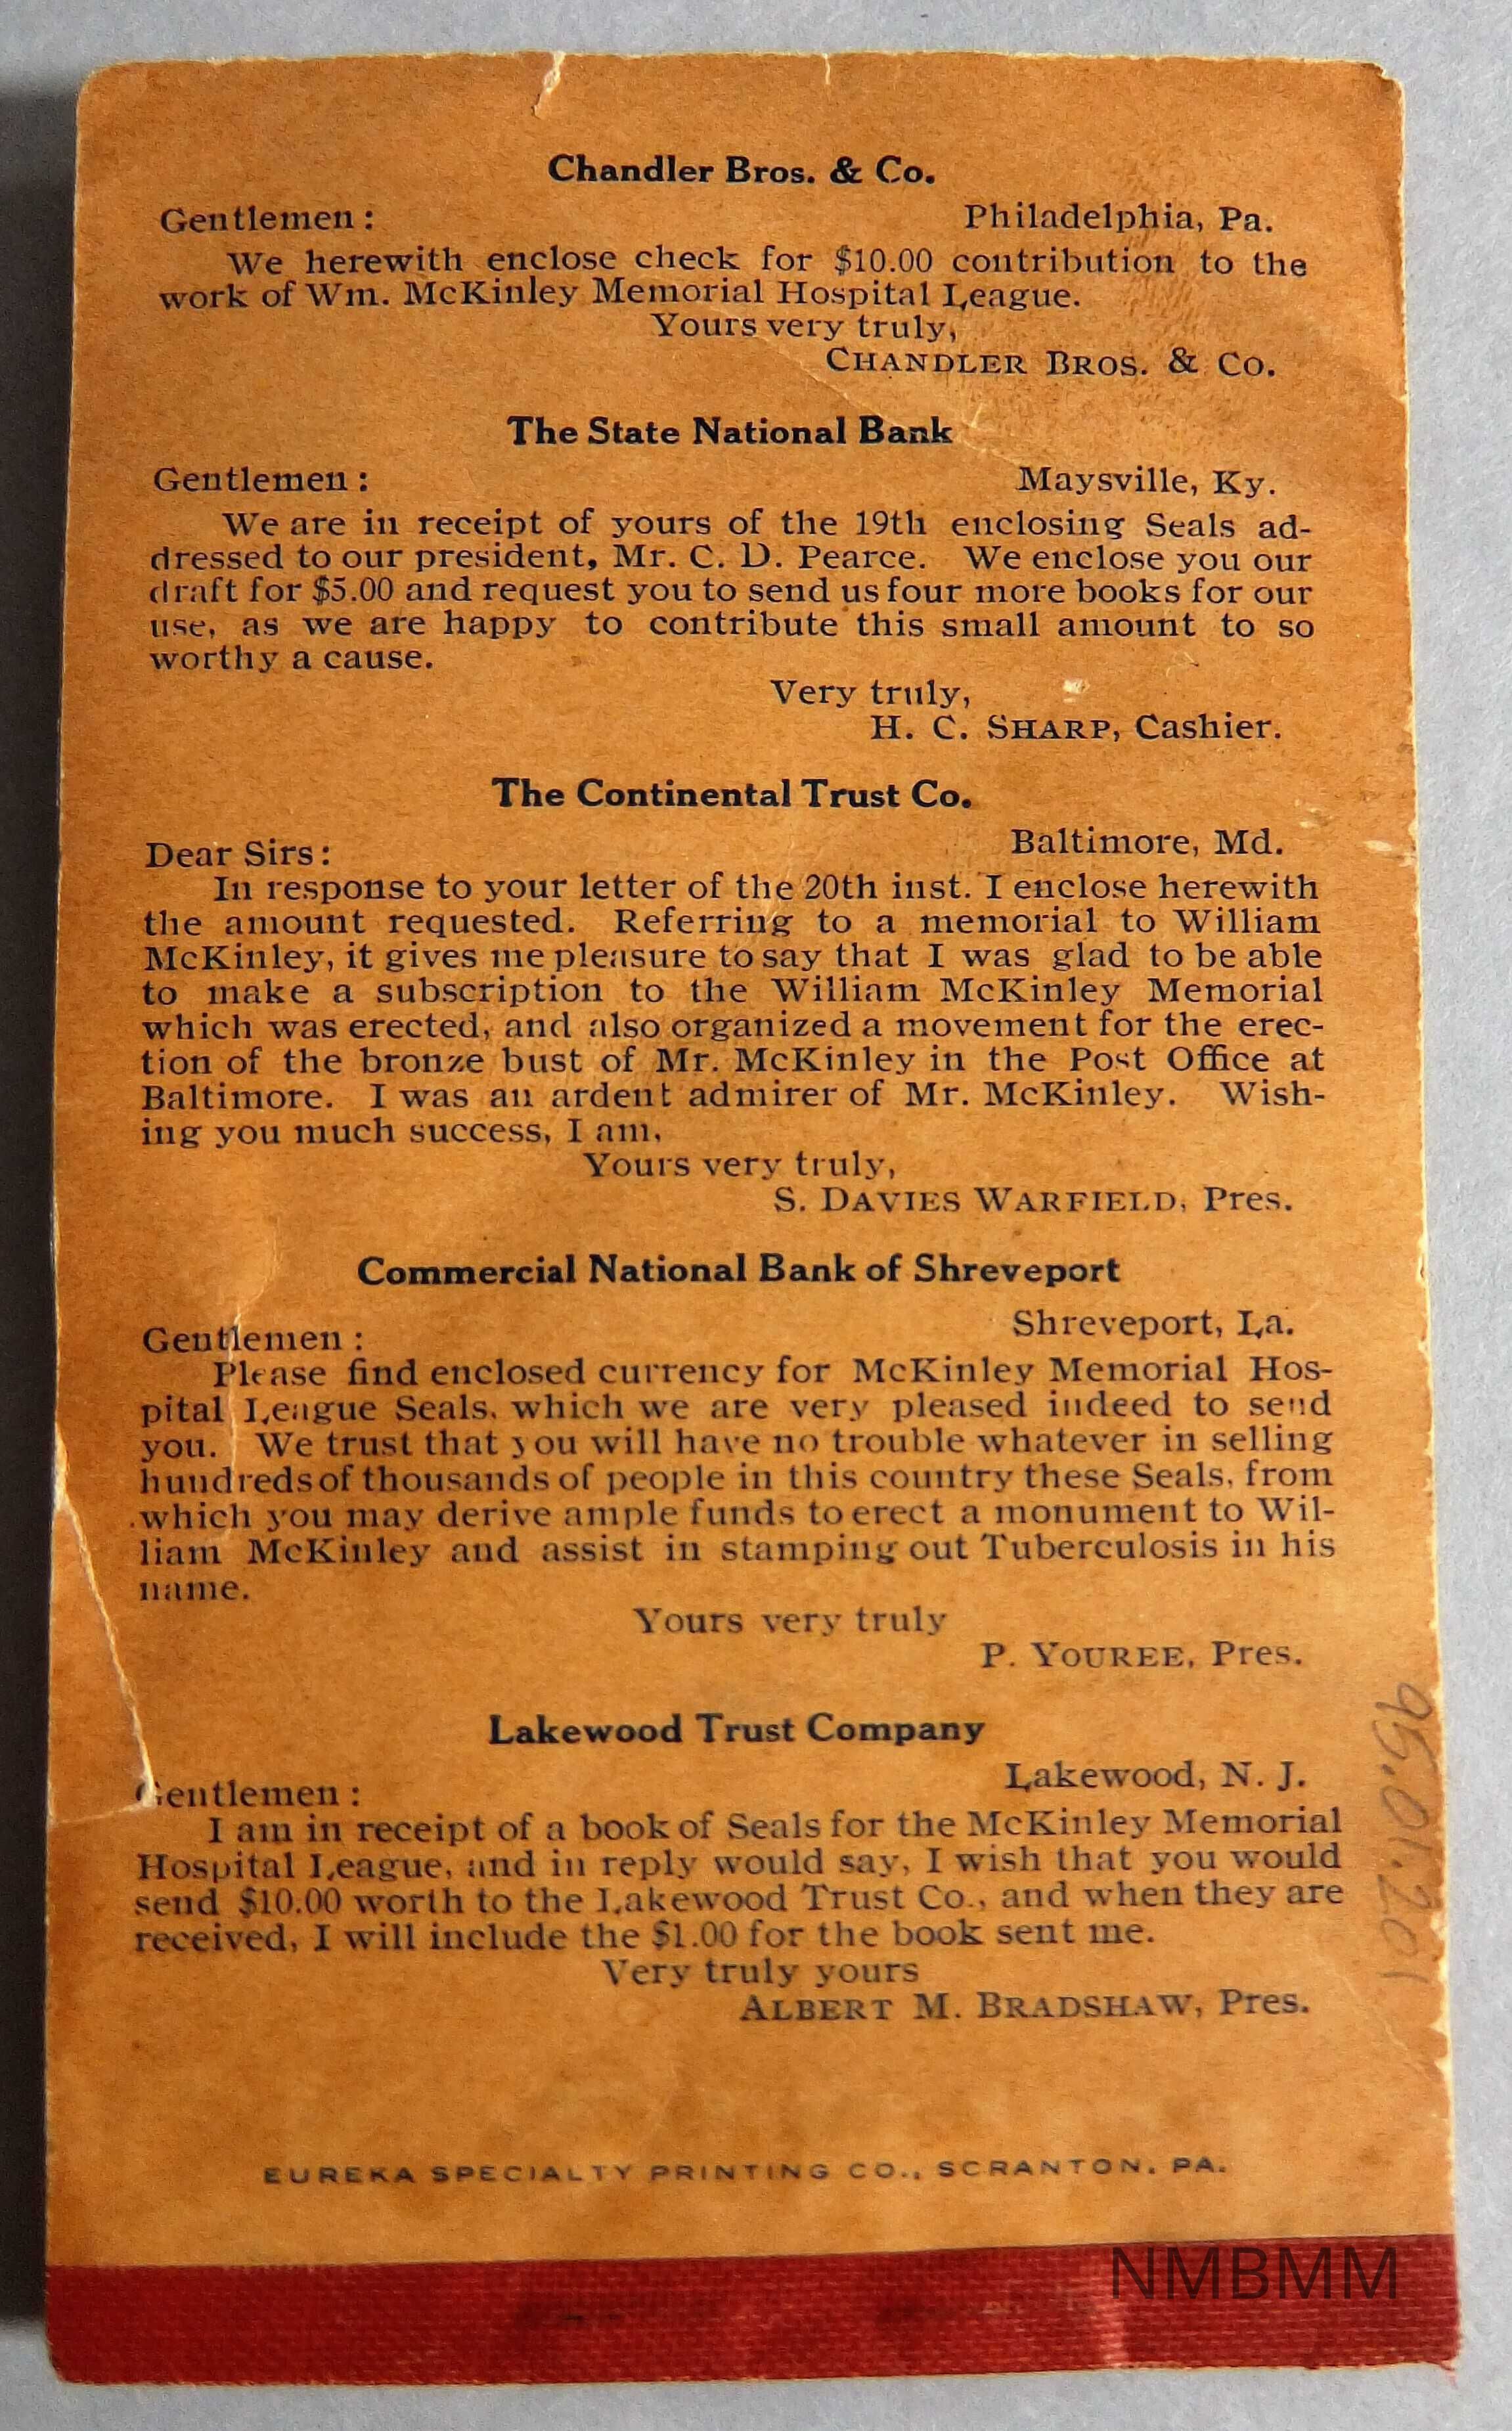 Chandler Bros. & Co.
Gentlemen: Philadelphia, Pa.
We herewith enclose check for $10.00 contribution to the
work of Wm. McKinley Memorial Hospital League.
Yours very truly,
CHANDLER BROS. & CO.
The State National Bank
Gentlemen: Maysville, Ky.
We are in receipt of yours of the 19th enclosing Seals ad-
dressed to our president, Mr. C. D. Pearce. We enclose you our
draft for $5.00 and request you to send us four more books for our
use, as we are happy to contribute this small amount to so
worthy a cause.
Very truly,
H. C. SHARP, Cashier.
The Continental Trust Co.
Dear Sirs: Baltimore, Md.
In response to your letter of the 20th inst. I enclose herewith
the amount requested. Referring to a memorial to William
McKinley, it gives me pleasure to say that I was glad to be able
to make a subscription to the William McKinley Memorial
which was erected, and also organized a movement for the erec-
tion of the bronze bust of Mr. McKinley in the Post Office at
Baltimore. I was an ardent admirer of Mr. McKinley. Wish-
ing you much success, I am,
Yours very truly,
S. DAVIES WARFIELD, Pres.
Commercial National Bank of Shreveport
Gentlemen: Shreveport, La.
Please find enclosed currency for McKinley Memorial Hos-
pital League Seals, which we are very pleased indeed to send
you. We trust that you will have no trouble whatever in selling
hundreds of thousands of people in this country these Seals, from
which you may derive ample funds to erect a monument to Wil-
liam McKinley and assist in stamping out Tuberculosis in his
name.
Yours very truly
P. YOUREE, Pres.
Lakewood Trust Company
Gentlemen: Lakewood, N. J.
I am in receipt of a book of Seals for the McKinley Memorial
Hospital League, and in reply would say, I wish that you would
send $10.00 worth to the Lakewood Trust Co., and when they are
received, I will include the $1.00 for the book sent me.
Very truly yours
ALBERT M. BRADSHAW, Pres.
EUREKA SPECIALTY PRINTING CO., SCRANTON, PA.
95.01.201
NMBMM